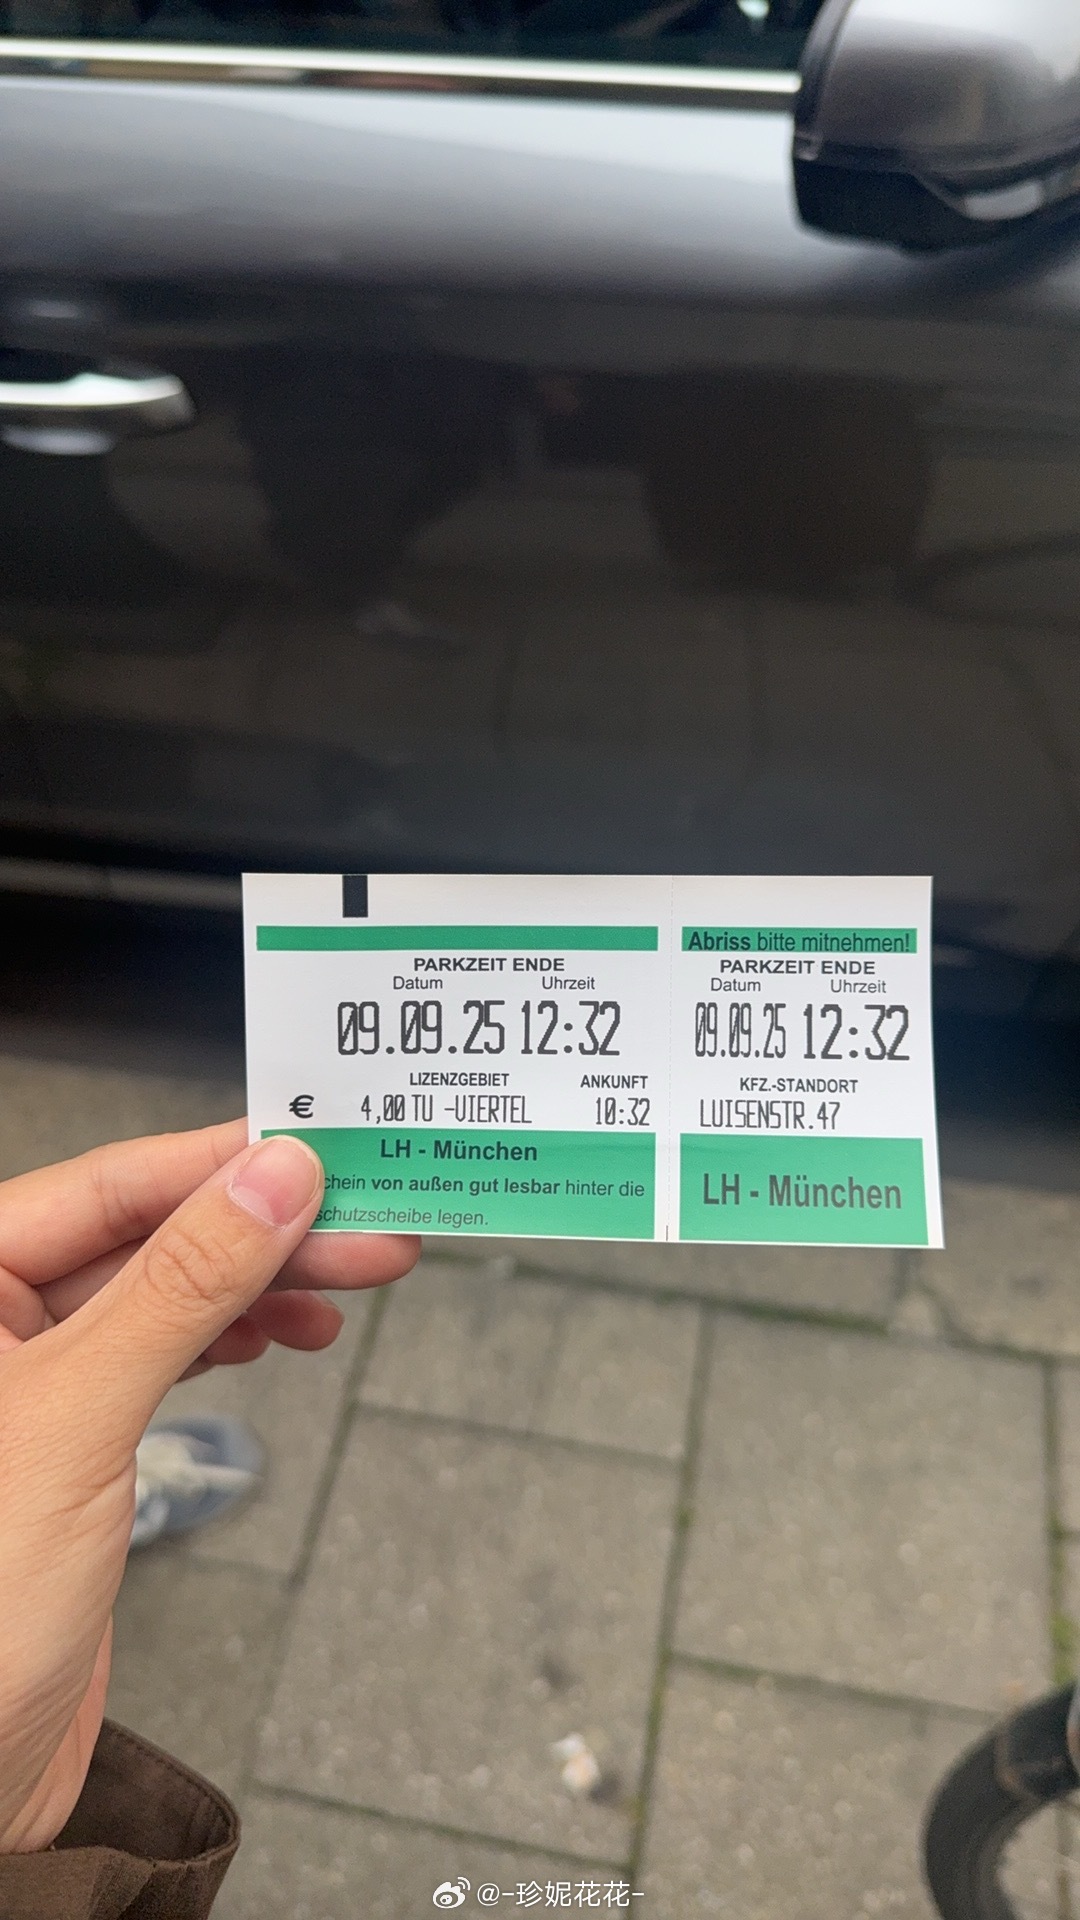 PARKZEIT ENDE
Datum Uhrzeit
09.09.25 12:32
LIZENZGEBIET ANKUNFT
€ 4,00 TU -VIERTEL 10:32
LH - München
chein von außen gut lesbar hinter die
schutzscheibe legen.
Abriss bitte mitnehmen!
PARKZEIT ENDE
Datum Uhrzeit
09.09.25 12:32
KFZ.-STANDORT
LUISENSTR.47
LH - München
@-珍妮花花-